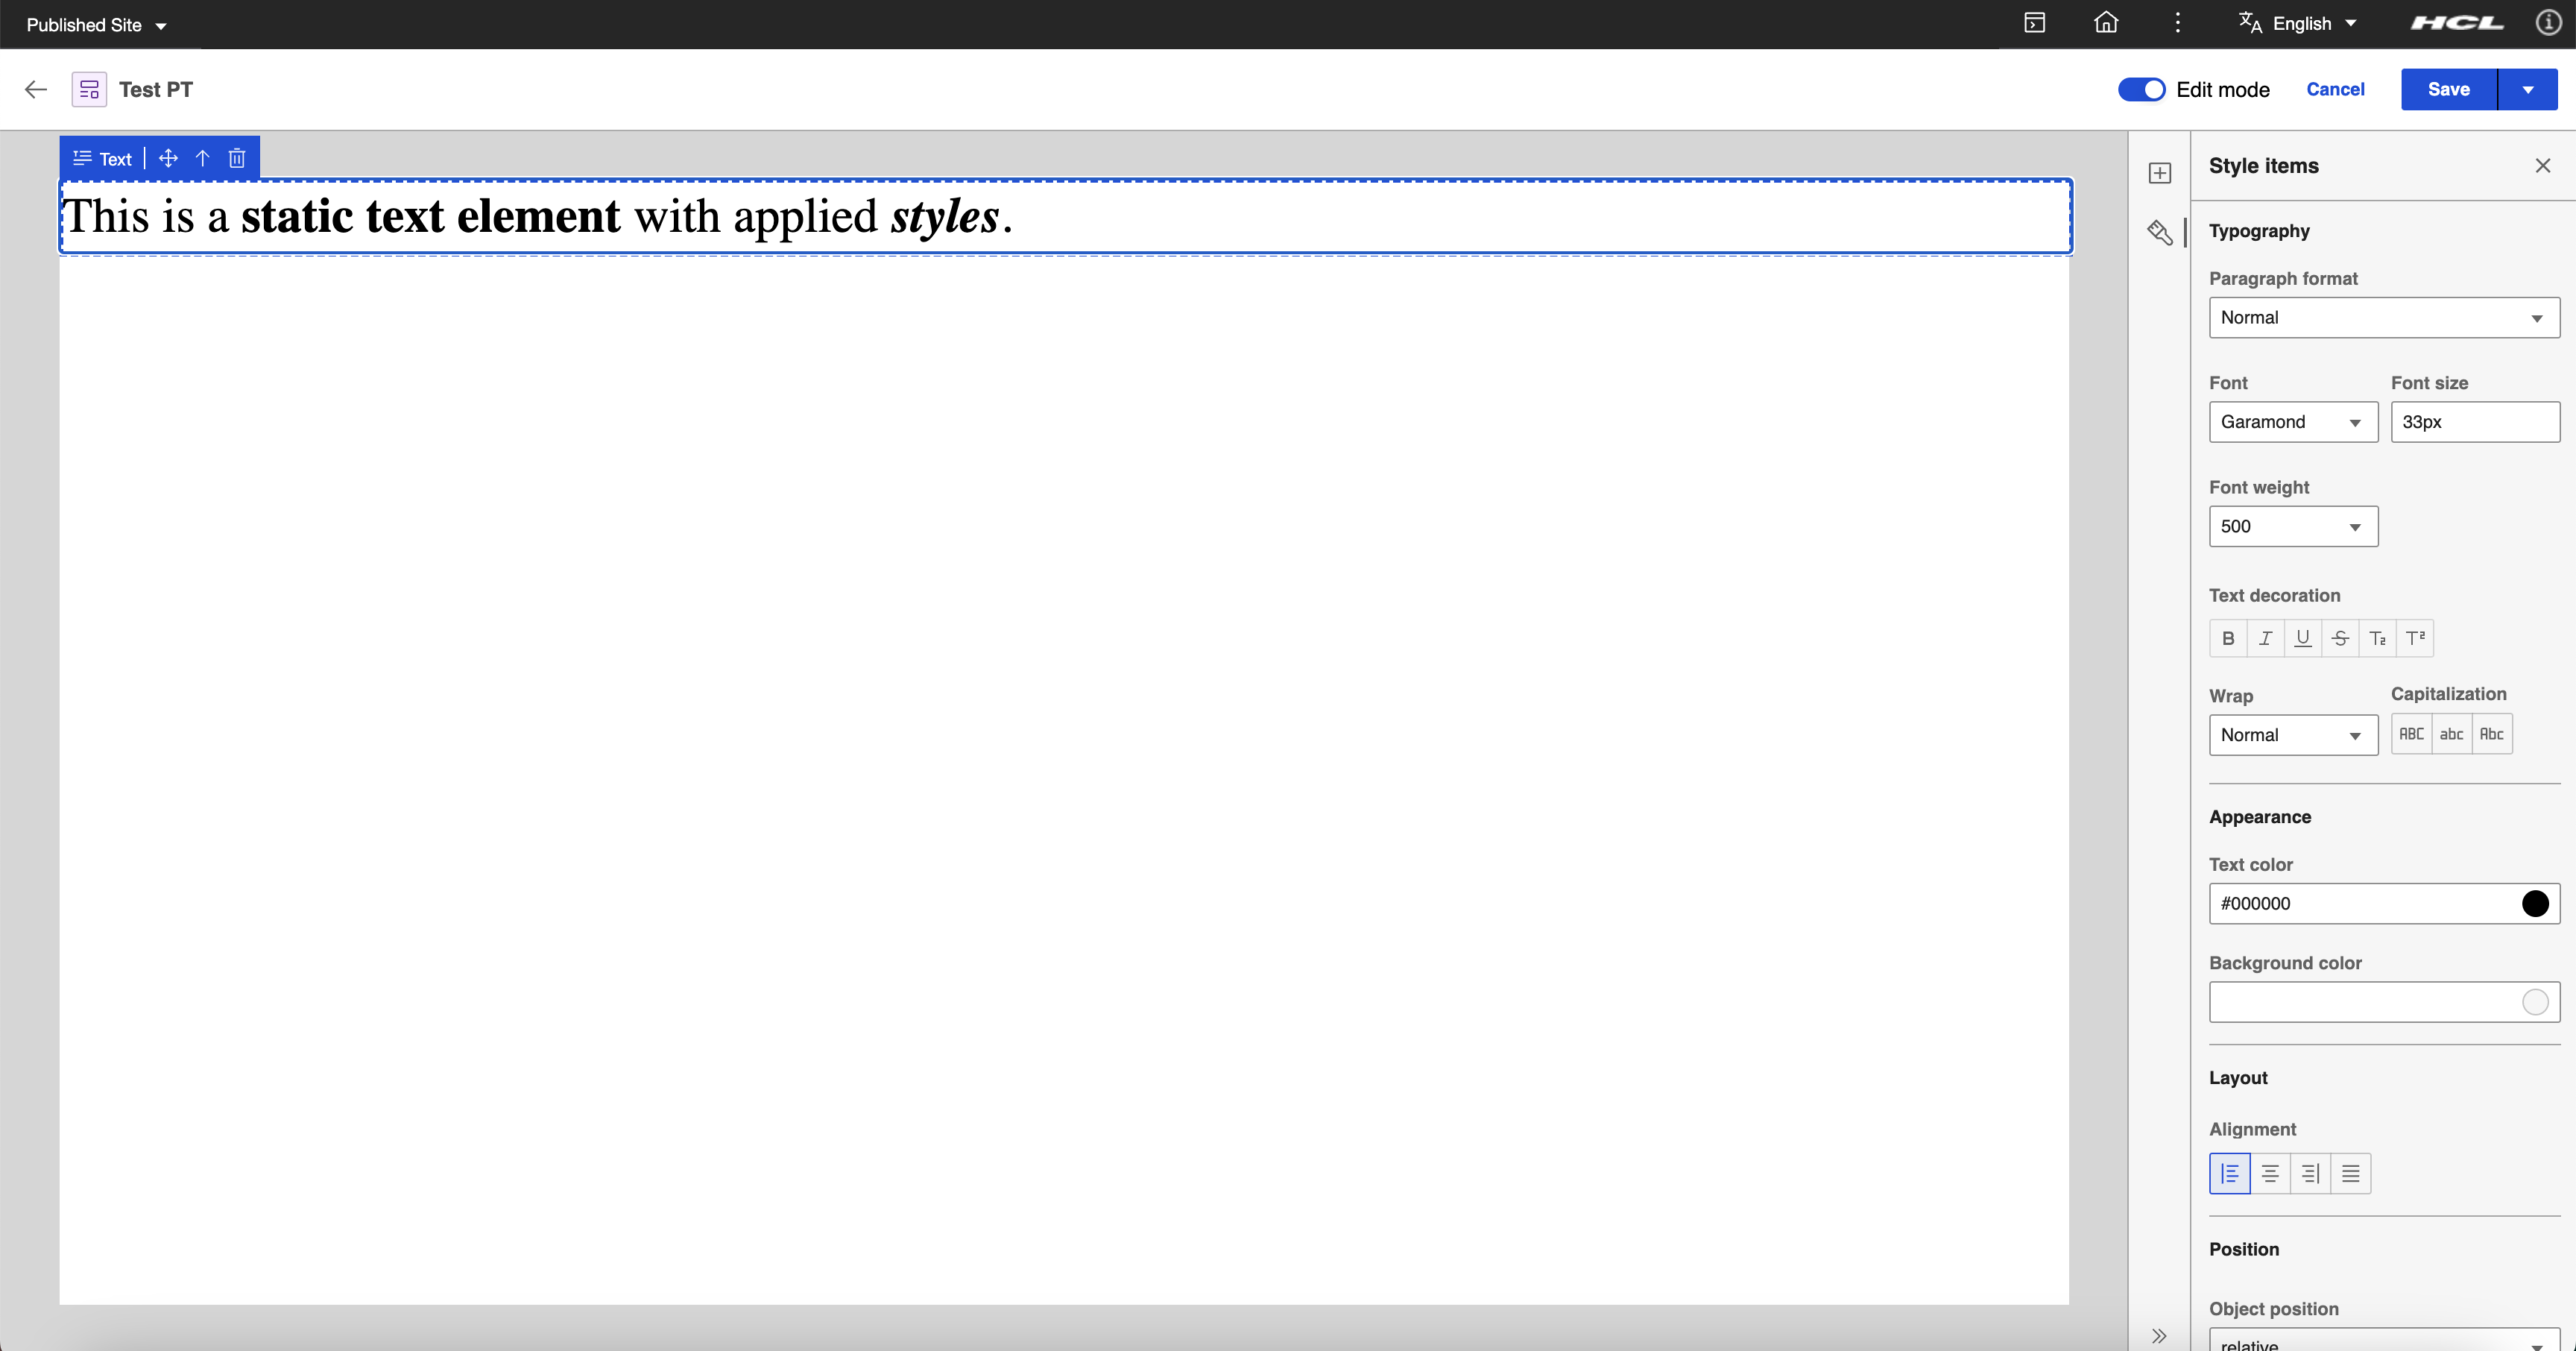 Published Site
English
HCL
Test PT
Edit mode
Cancel
Save
Text
This is a static text element with applied styles.
Style items
Typography
Paragraph format
Normal
Font
Font size
Garamond
33px
Font weight
500
Text decoration
B I U S T2 T2
Wrap
Capitalization
Normal
ABC abc Abc
Appearance
Text color
#000000
Background color
Layout
Alignment
Position
Object position
relative